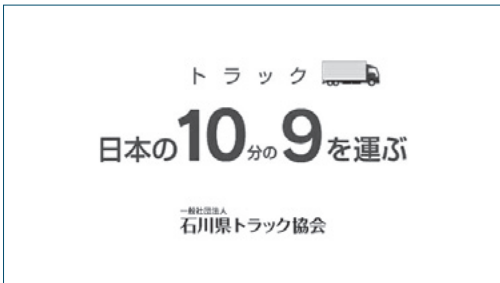 トラック
日本の10分の9を運ぶ
一般社団法人
石川県トラック協会